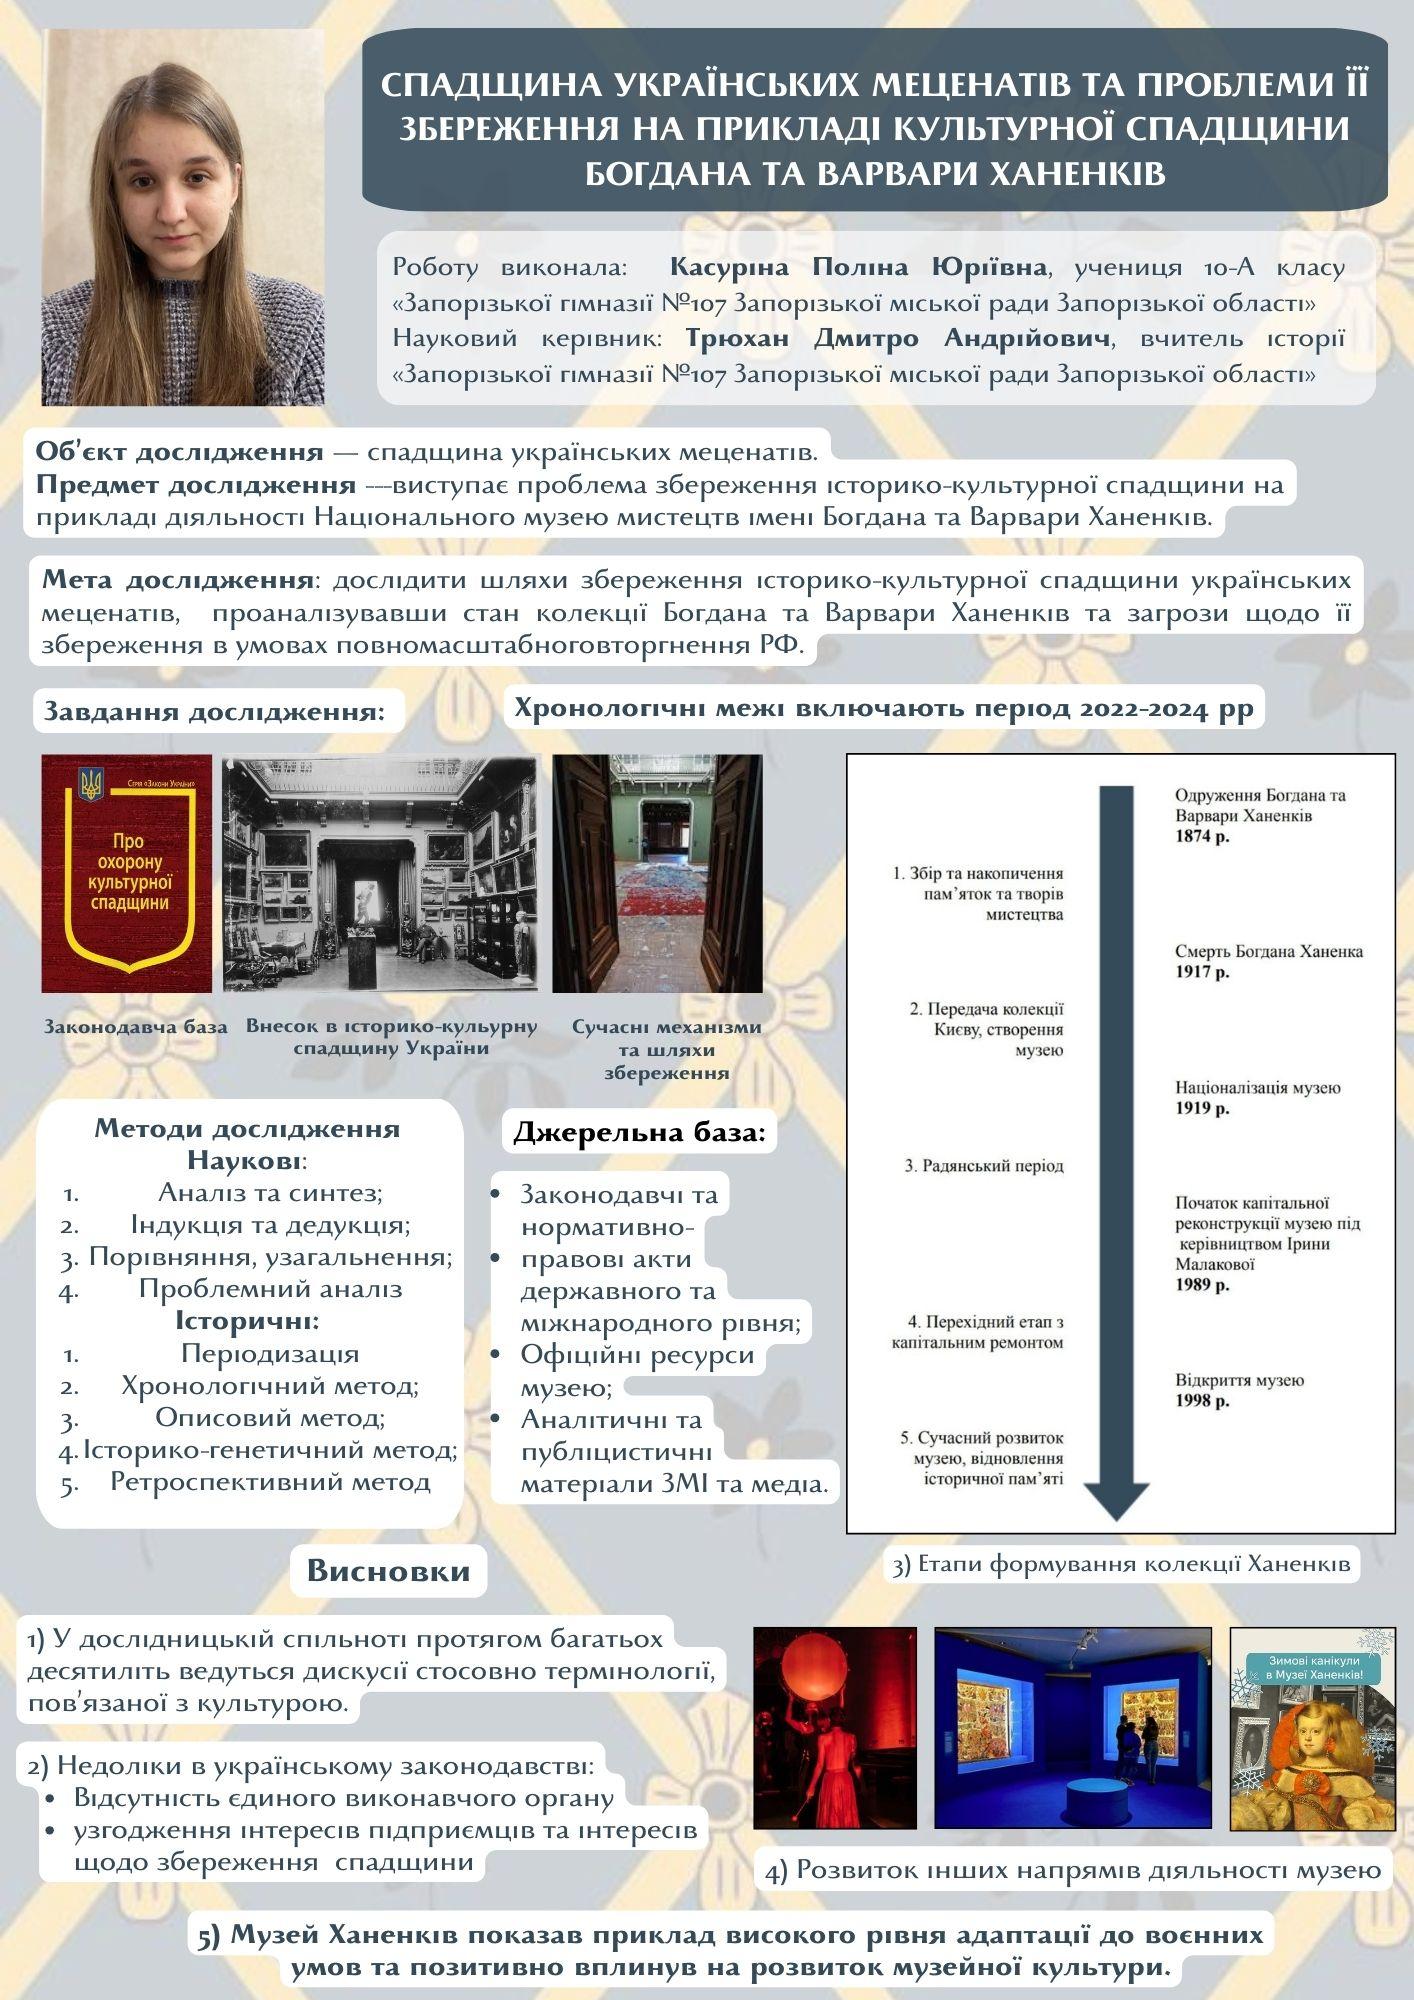 СПАДЩИНА УКРАЇНСЬКИХ МЕЦЕНАТІВ ТА ПРОБЛЕМИ ЇЇ
ЗБЕРЕЖЕННЯ НА ПРИКЛАДІ КУЛЬТУРНОЇ СПАДЩИНИ
БОГДАНА ТА ВАРВАРИ ХАНЕНКІВ
Роботу виконала: Касуріна Поліна Юріївна, учениця 10-А класу
«Запорізької гімназії №107 Запорізької міської ради Запорізької області»
Науковий керівник: Трюхан Дмитро Андрійович, вчитель історії
«Запорізької гімназії №107 Запорізької міської ради Запорізької області»
Об’єкт дослідження — спадщина українських меценатів.
Предмет дослідження ---виступає проблема збереження історико-культурної спадщини на
прикладі діяльності Національного музею мистецтв імені Богдана та Варвари Ханенків.
Мета дослідження: дослідити шляхи збереження історико-культурної спадщини українських
меценатів, проаналізувавши стан колекції Богдана та Варвари Ханенків та загрози щодо її
збереження в умовах повномасштабноговторгнення РФ.
Завдання дослідження:
Хронологічні межі включають період 2022-2024 рр
Серія «Закони України»
Про
охорону
культурної
спадщини
Законодавча база
Внесок в історико-кульурну
спадщину України
Сучасні механізми
та шляхи
збереження
Одруження Богдана та
Варвари Ханенків
1874 р.
1. Збір та накопичення
пам’яток та творів
мистецтва
Смерть Богдана Ханенка
1917 р.
2. Передача колекції
Києву, створення
музею
Націоналізація музею
1919 р.
3. Радянський період
Початок капітальної
реконструкції музею під
керівництвом Ірини
Малакової
1989 р.
4. Перехідний етап з
капітальним ремонтом
Відкриття музею
1998 р.
5. Сучасний розвиток
музею, відновлення
історичної пам’яті
3) Етапи формування колекції Ханенків
Методи дослідження
Наукові:
1. Аналіз та синтез;
2. Індукція та дедукція;
3. Порівняння, узагальнення;
4. Проблемний аналіз
Історичні:
1. Періодизація
2. Хронологічний метод;
3. Описовий метод;
4. Історико-генетичний метод;
5. Ретроспективний метод
Джерельна база:
• Законодавчі та
нормативно-
• правові акти
державного та
міжнародного рівня;
• Офіційні ресурси
музею;
• Аналітичні та
публіцистичні
матеріали ЗМІ та медіа.
Висновки
1) У дослідницькій спільноті протягом багатьох
десятиліть ведуться дискусії стосовно термінології,
пов’язаної з культурою.
2) Недоліки в українському законодавстві:
• Відсутність єдиного виконавчого органу
• узгодження інтересів підприємців та інтересів
щодо збереження спадщини
Зимові канікули
в Музеї Ханенків!
4) Розвиток інших напрямів діяльності музею
5) Музей Ханенків показав приклад високого рівня адаптації до воєнних
умов та позитивно вплинув на розвиток музейної культури.